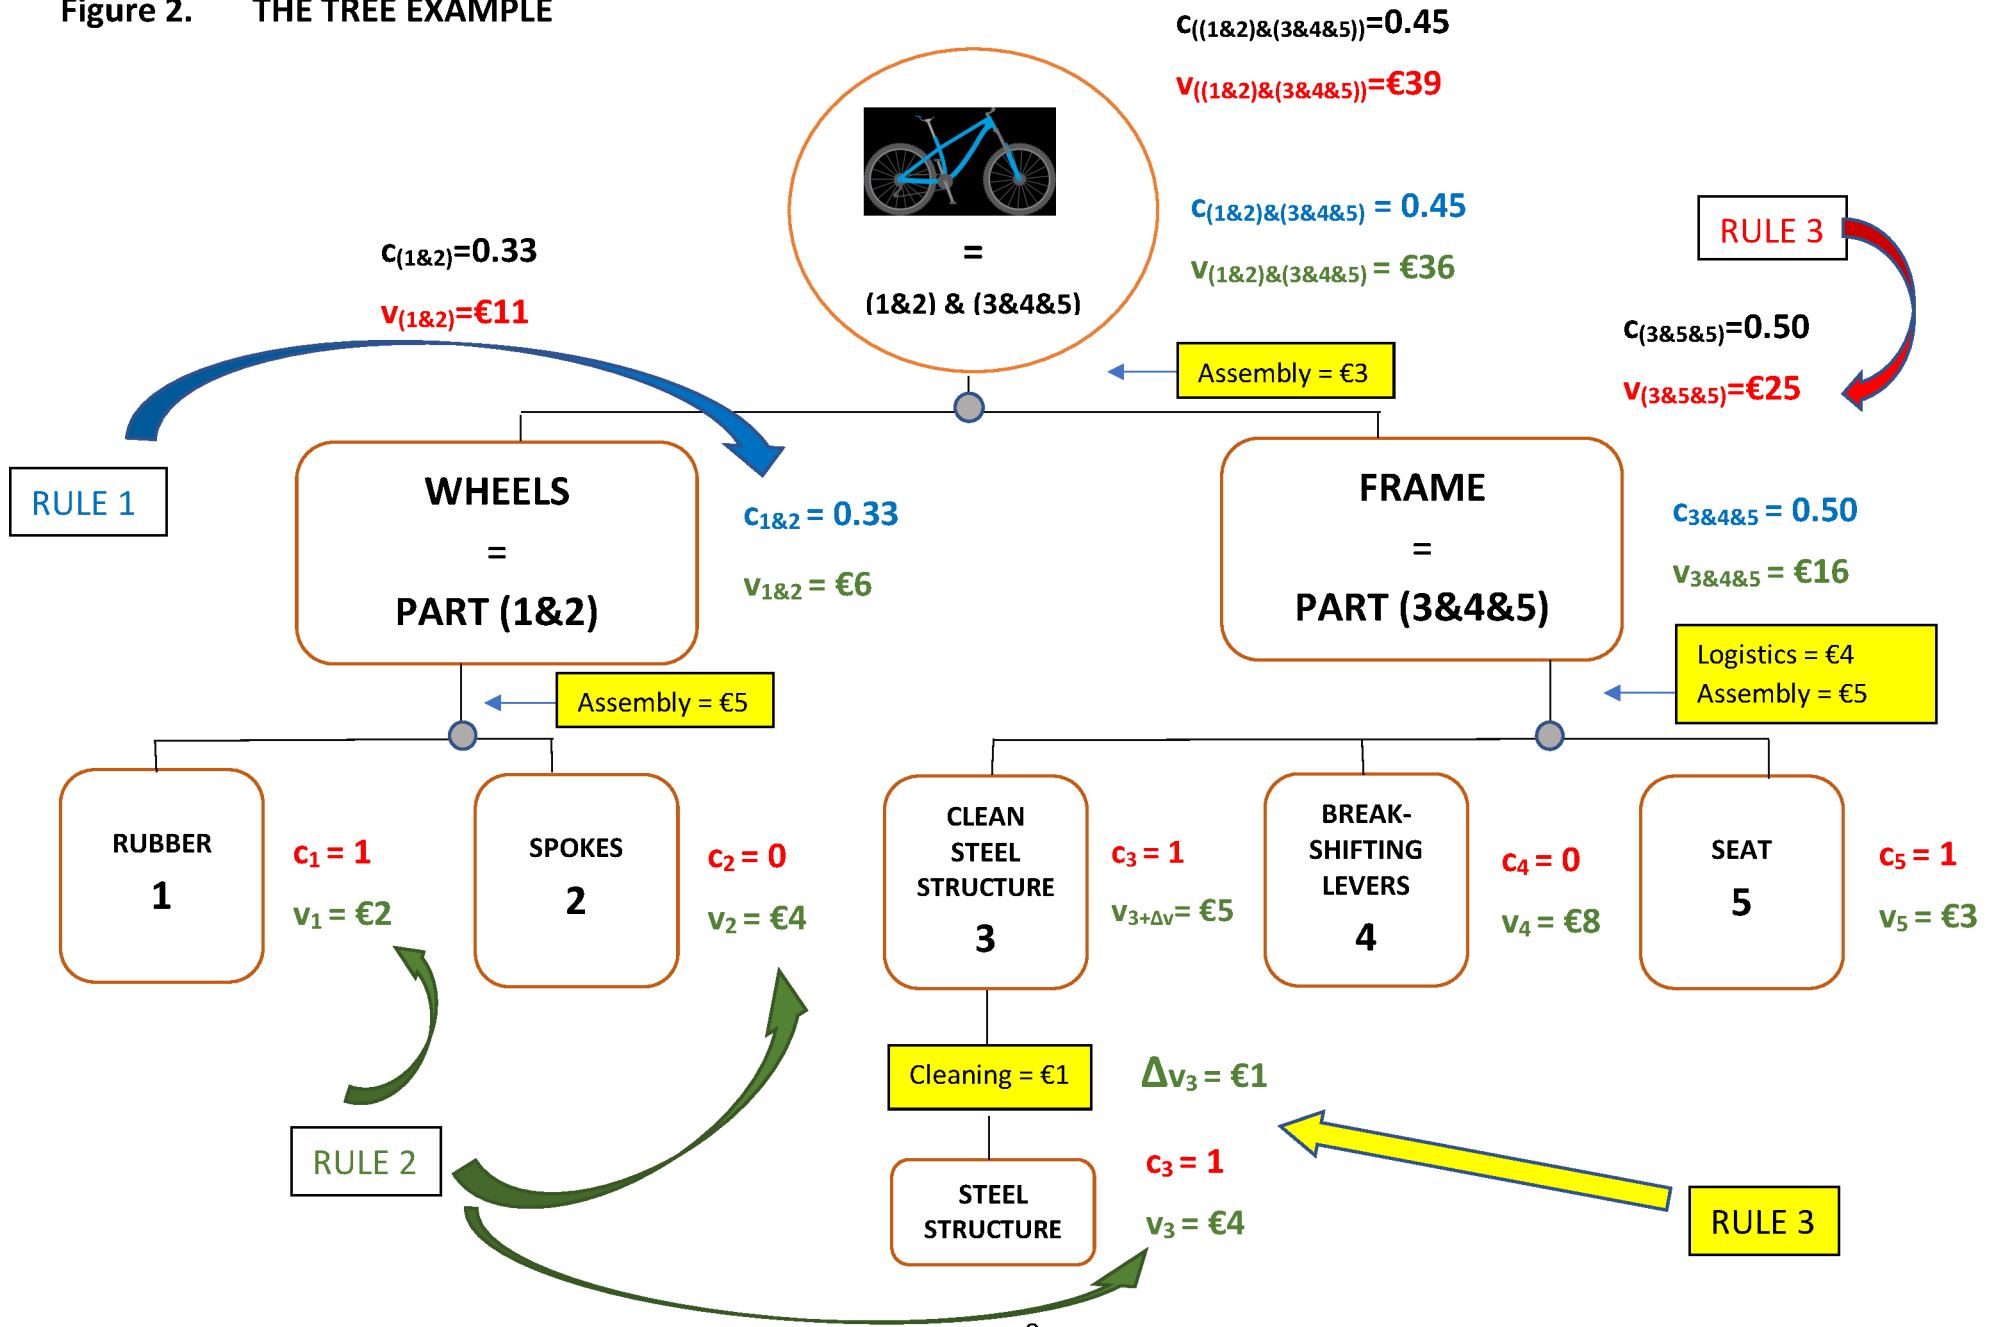 Figure 2. THE TREE EXAMPLE
c((1&2)&(3&4&5))=0.45
v((1&2)&(3&4&5))=€39
=
(1&2) & (3&4&5)
c(1&2)&(3&4&5) = 0.45
v(1&2)&(3&4&5) = €36
RULE 3
c(1&2)=0.33
v(1&2)=€11
c(3&5&5)=0.50
v(3&5&5)=€25
Assembly = €3
RULE 1
WHEELS
=
PART (1&2)
c1&2 = 0.33
v1&2 = €6
FRAME
=
PART (3&4&5)
c3&4&5 = 0.50
v3&4&5 = €16
Assembly = €5
Logistics = €4
Assembly = €5
RUBBER
1
c1 = 1
v1 = €2
SPOKES
2
c2 = 0
v2 = €4
CLEAN
STEEL
STRUCTURE
3
c3 = 1
v3+Δv= €5
BREAK-
SHIFTING
LEVERS
4
c4 = 0
v4 = €8
SEAT
5
c5 = 1
v5 = €3
Cleaning = €1
Δv3 = €1
RULE 2
STEEL
STRUCTURE
c3 = 1
v3 = €4
RULE 3